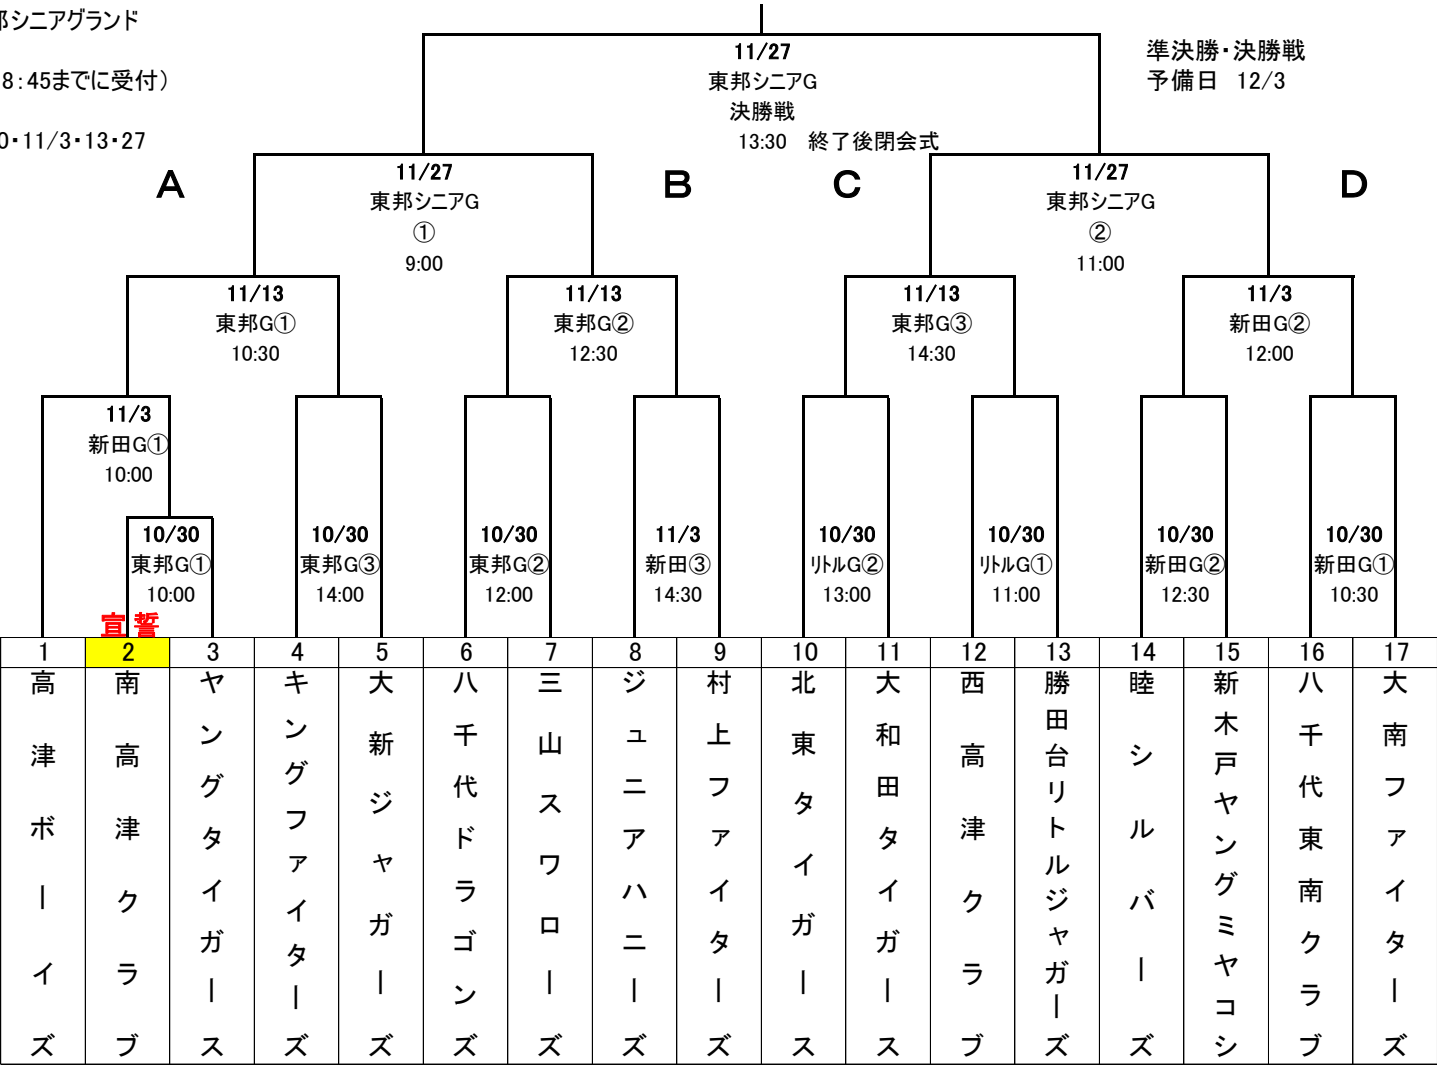 シニアグランド
8：45までに受付）
・11/3・13・27
準決勝・決勝戦
予備日 12/3
11/27
東邦シニアG
決勝戦
13:30 終了後閉会式
A
B
C
D
11/27
東邦シニアG
①
9:00
11/27
東邦シニアG
②
11:00
11/13
東邦G①
10:30
11/13
東邦G②
12:30
11/13
東邦G③
14:30
11/3
新田G②
12:00
11/3
新田G①
10:00
10/30
東邦G①
10:00
10/30
東邦G③
14:00
10/30
東邦G②
12:00
11/3
新田③
14:30
10/30
ﾘﾄﾙG②
13:00
10/30
ﾘﾄﾙG①
11:00
10/30
新田G②
12:30
10/30
新田G①
10:30
宣誓
1 2 3 4 5 6 7 8 9 10 11 12 13 14 15 16 17
高津ボーイズ
南高津クラブ
ヤングタイガース
キングファイターズ
大新ジャガーズ
八千代ドラゴンズ
三山スワローズ
ジュニアハニーズ
村上ファイターズ
北東タイガース
大和田タイガース
西高津クラブ
勝田台リトルジャガーズ
睦シルバーズ
新木戸ヤングミヤコシ
八千代東南クラブ
大南ファイターズ